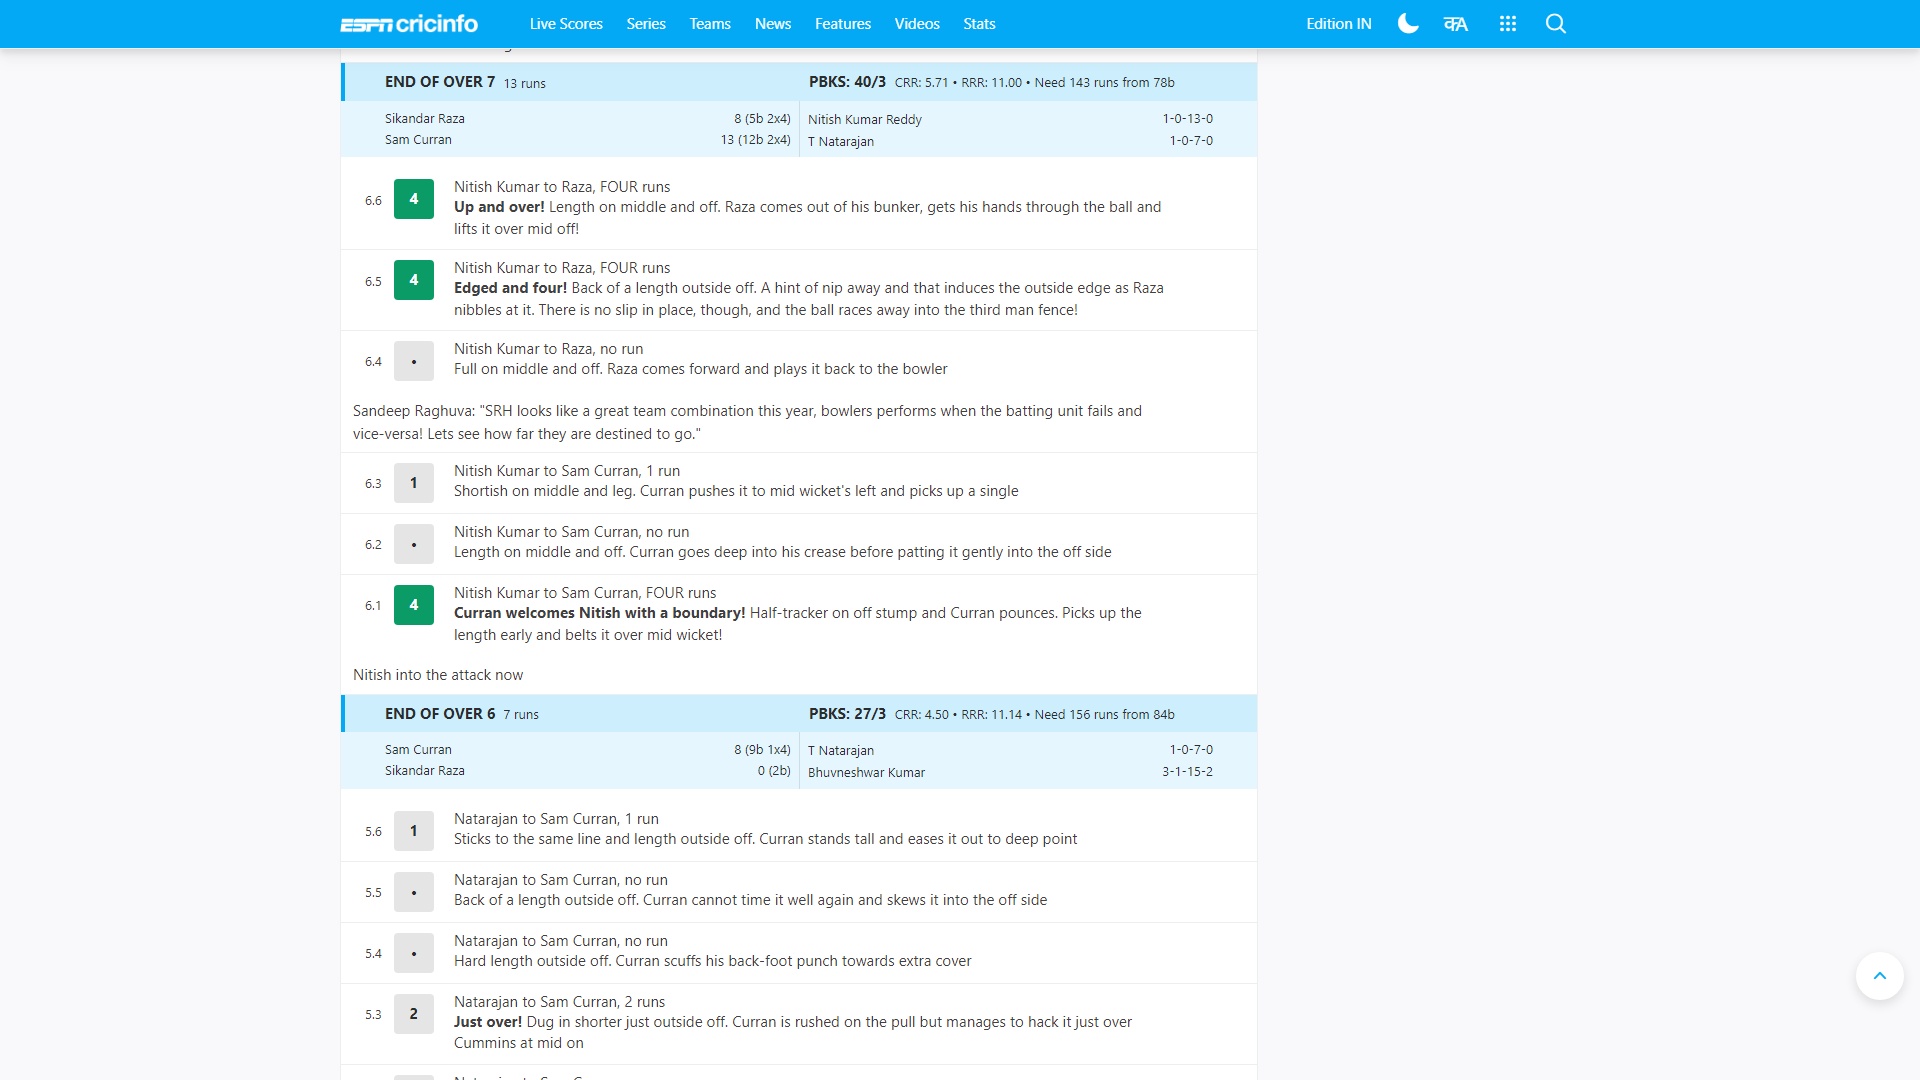 ESPN cricinfo Live Scores Series Teams News Features Videos Stats Edition IN
END OF OVER 7 13 runs PBKS: 40/3 CRR: 5.71 • RRR: 11.00 • Need 143 runs from 78b
Sikandar Raza 8 (5b 2x4) Nitish Kumar Reddy 1-0-13-0
Sam Curran 13 (12b 2x4) T Natarajan 1-0-7-0
Nitish Kumar to Raza, FOUR runs
6.6 4 Up and over! Length on middle and off. Raza comes out of his bunker, gets his hands through the ball and
lifts it over mid off!
Nitish Kumar to Raza, FOUR runs
6.5 4 Edged and four! Back of a length outside off. A hint of nip away and that induces the outside edge as Raza
nibbles at it. There is no slip in place, though, and the ball races away into the third man fence!
Nitish Kumar to Raza, no run
6.4 • Full on middle and off. Raza comes forward and plays it back to the bowler
Sandeep Raghuva: "SRH looks like a great team combination this year, bowlers performs when the batting unit fails and
vice-versa! Lets see how far they are destined to go."
Nitish Kumar to Sam Curran, 1 run
6.3 1 Shortish on middle and leg. Curran pushes it to mid wicket's left and picks up a single
Nitish Kumar to Sam Curran, no run
6.2 • Length on middle and off. Curran goes deep into his crease before patting it gently into the off side
Nitish Kumar to Sam Curran, FOUR runs
6.1 4 Curran welcomes Nitish with a boundary! Half-tracker on off stump and Curran pounces. Picks up the
length early and belts it over mid wicket!
Nitish into the attack now
END OF OVER 6 7 runs PBKS: 27/3 CRR: 4.50 • RRR: 11.14 • Need 156 runs from 84b
Sam Curran 8 (9b 1x4) T Natarajan 1-0-7-0
Sikandar Raza 0 (2b) Bhuvneshwar Kumar 3-1-15-2
Natarajan to Sam Curran, 1 run
5.6 1 Sticks to the same line and length outside off. Curran stands tall and eases it out to deep point
Natarajan to Sam Curran, no run
5.5 • Back of a length outside off. Curran cannot time it well again and skews it into the off side
Natarajan to Sam Curran, no run
5.4 • Hard length outside off. Curran scuffs his back-foot punch towards extra cover
Natarajan to Sam Curran, 2 runs
5.3 2 Just over! Dug in shorter just outside off. Curran is rushed on the pull but manages to hack it just over
Cummins at mid on